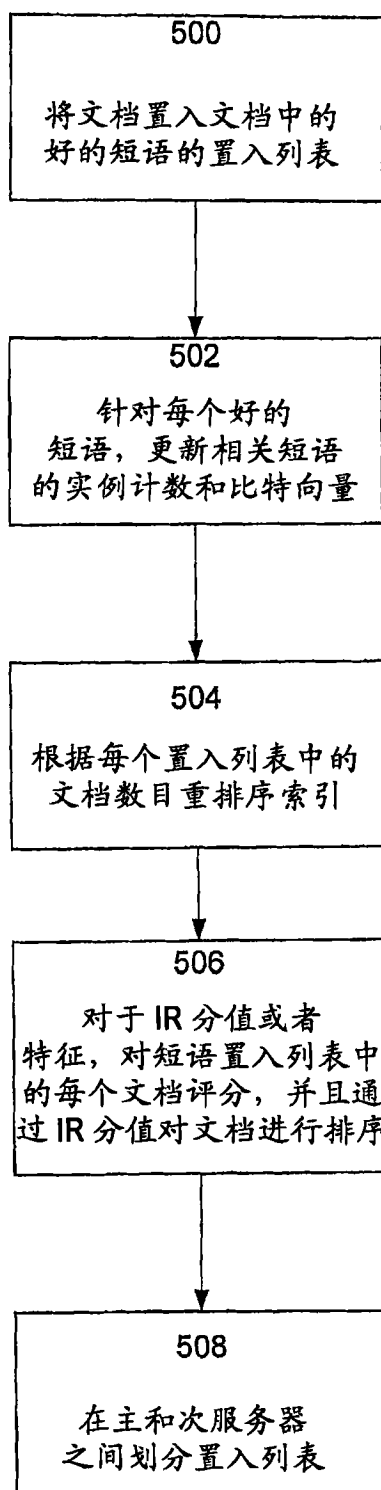 500
将文档置入文档中的
好的短语的置入列表
502
针对每个好的
短语，更新相关短语
的实例计数和比特向量
504
根据每个置入列表中的
文档数目重排序索引
506
对于 IR 分值或者
特征，对短语置入列表中
的每个文档评分，并且通
过 IR 分值对文档进行排序
508
在主和次服务器
之间划分置入列表